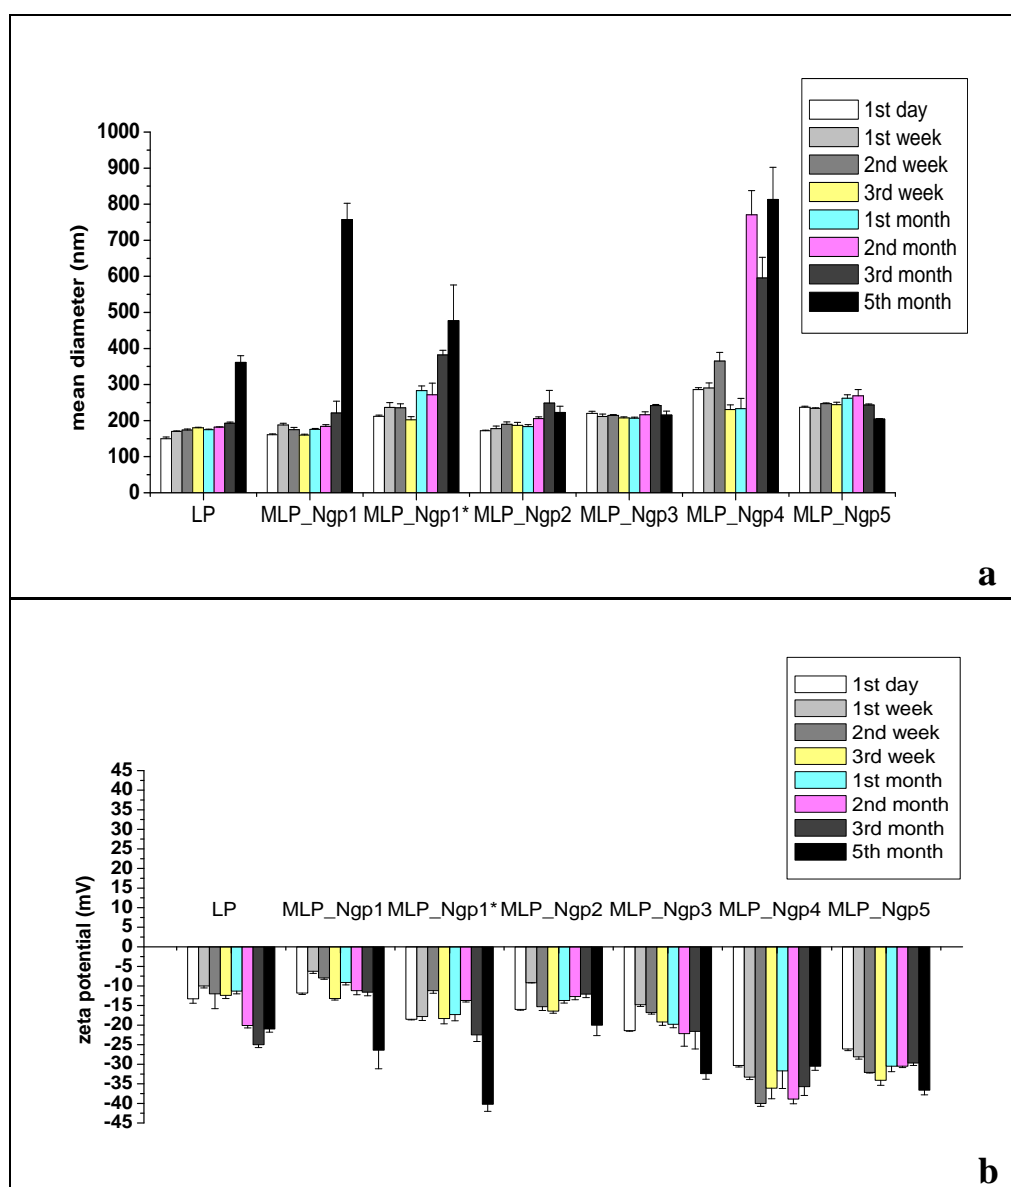 1st day
1st week
2nd week
3rd week
1st month
2nd month
3rd month
5th month
1000
900
800
700
600
500
400
300
200
100
0
mean diameter (nm)
LP MLP_Ngp1 MLP_Ngp1* MLP_Ngp2 MLP_Ngp3 MLP_Ngp4 MLP_Ngp5
a
1st day
1st week
2nd week
3rd week
1st month
2nd month
3rd month
5th month
45
40
35
30
25
20
15
10
5
0
-5
-10
-15
-20
-25
-30
-35
-40
-45
zeta potential (mV)
LP MLP_Ngp1 MLP_Ngp1* MLP_Ngp2 MLP_Ngp3 MLP_Ngp4 MLP_Ngp5
b